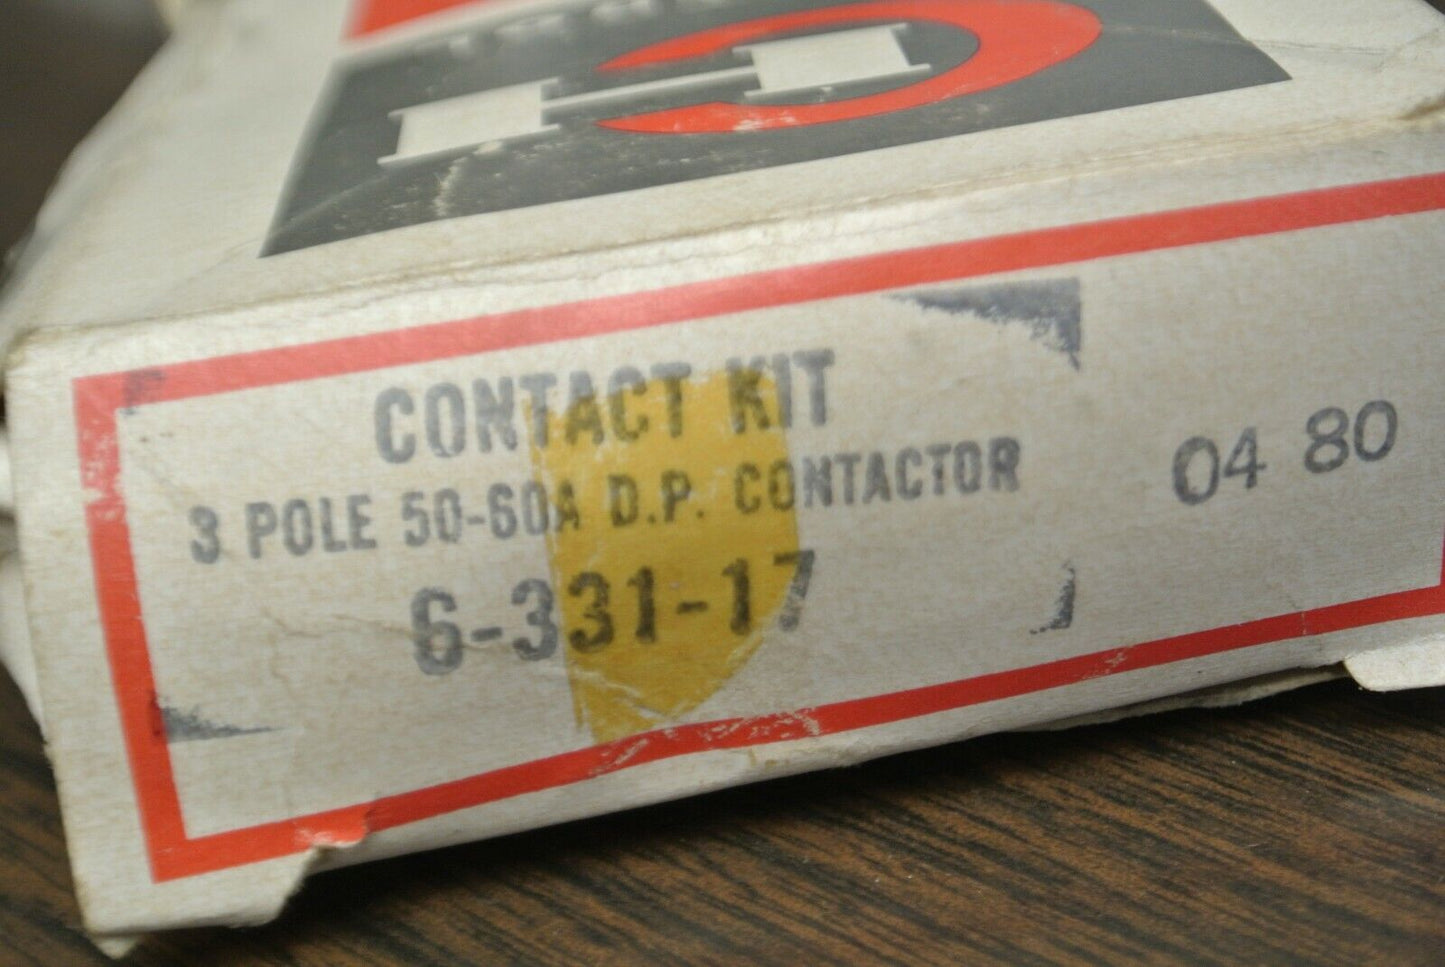 CONTACT KIT
3 POLE 50-60A D.P. CONTACTOR
6-331-17
04 80